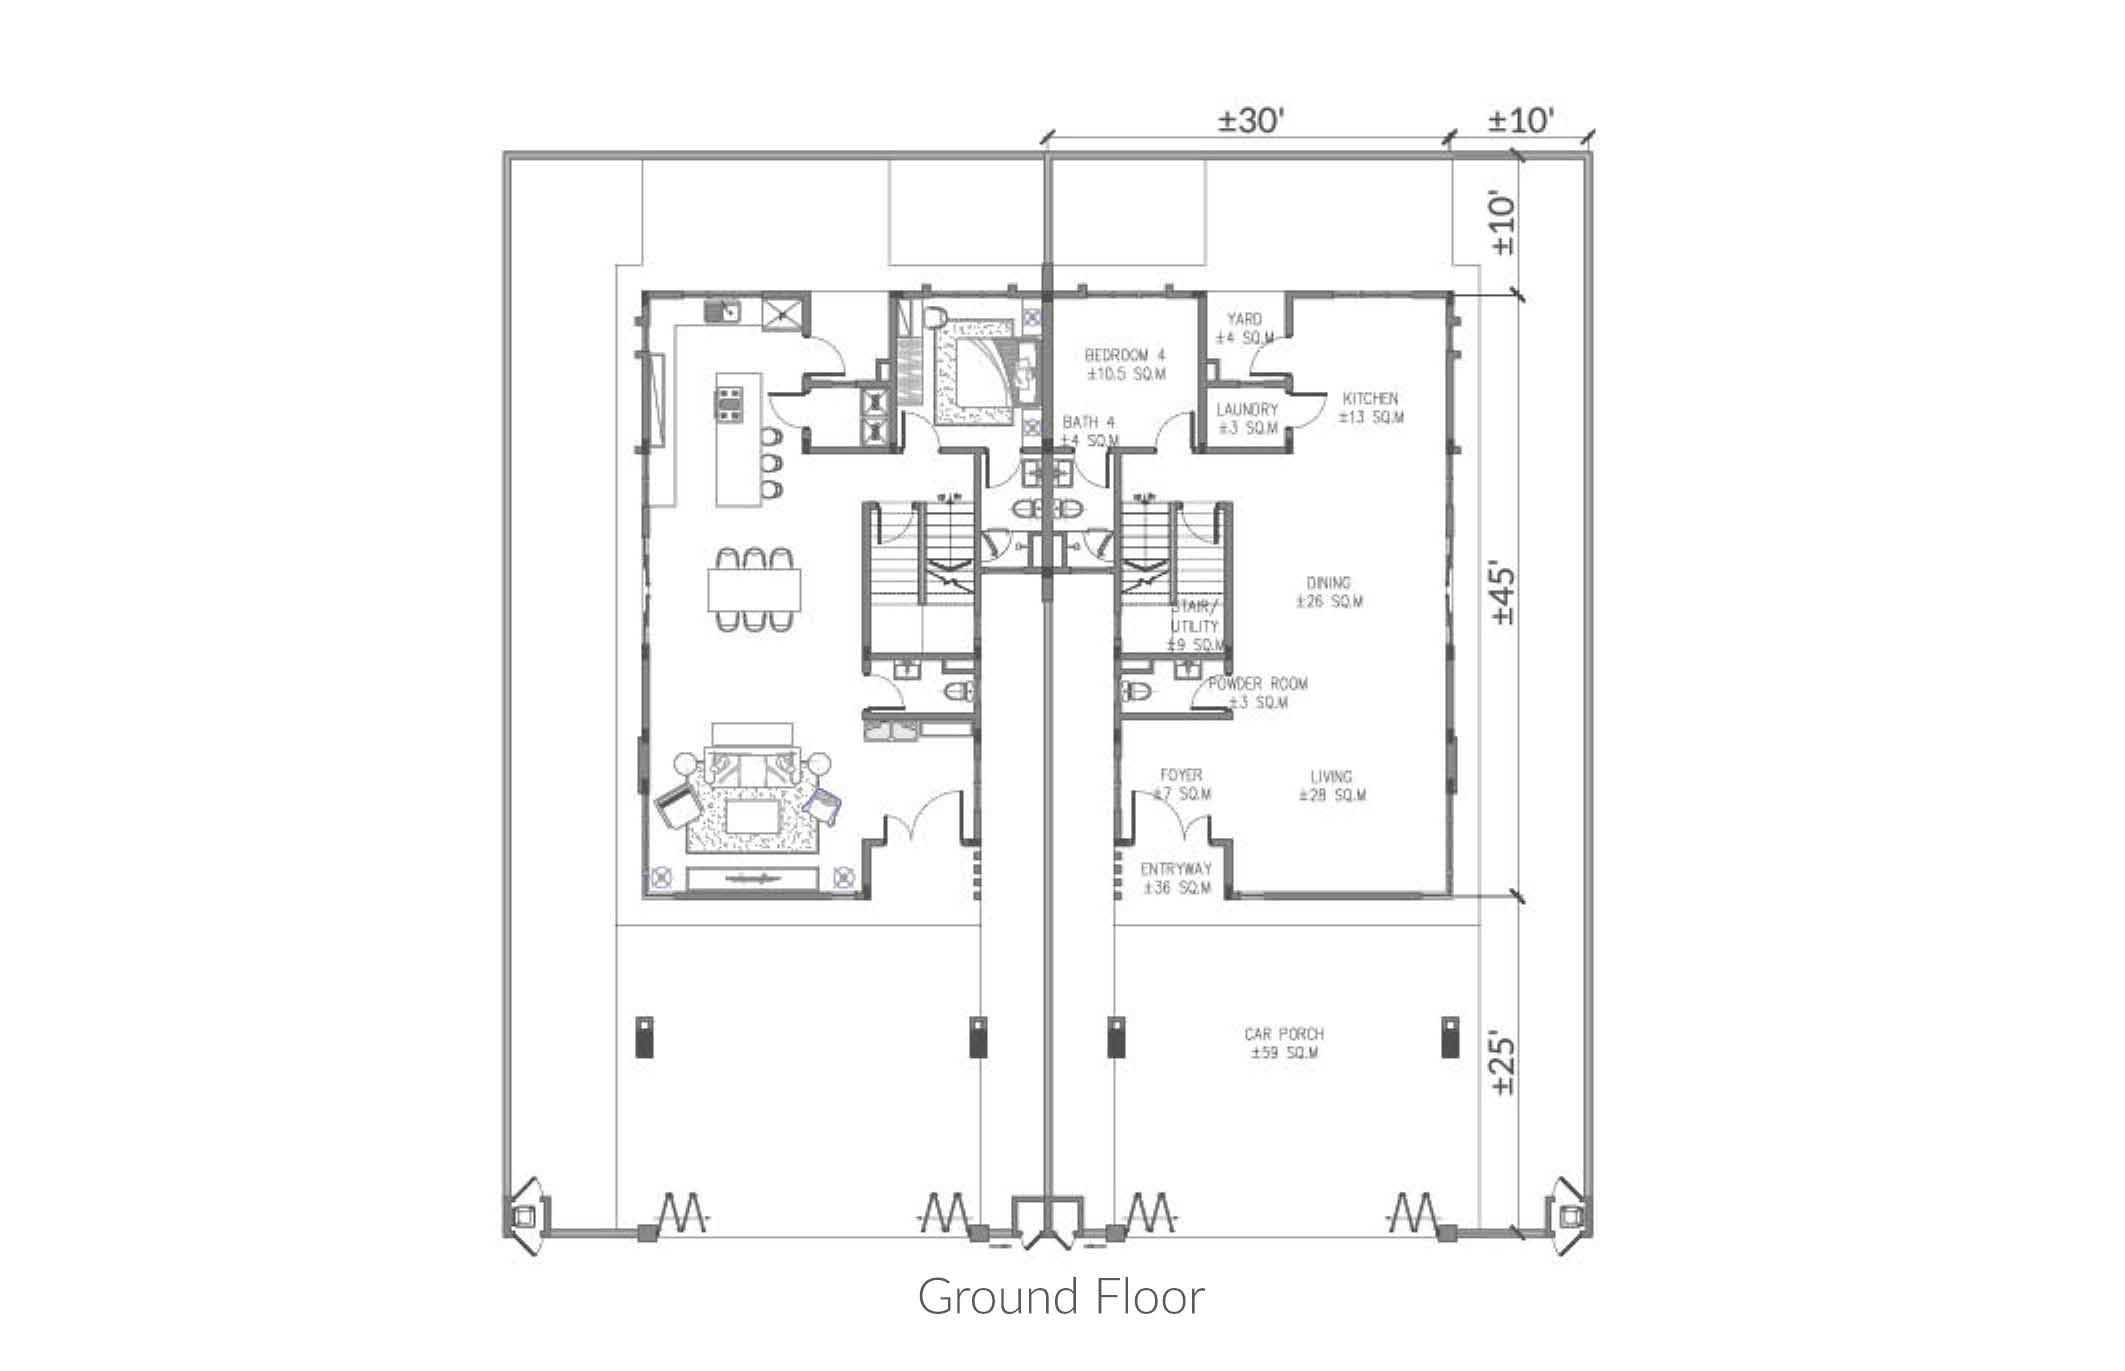 ±30'
±10'
±10'
YARD
±4 SQ.M
BEDROOM 4
±10.5 SQ.M
KITCHEN
±13 SQ.M
LAUNDRY
±3 SQ.M
BATH 4
±4 SQ.M
DINING
±26 SQ.M
±45'
STAIR/
UTILITY
±9 SQ.M
POWDER ROOM
±3 SQ.M
FOYER
±7 SQ.M
LIVING
±28 SQ.M
ENTRYWAY
±36 SQ.M
CAR PORCH
±59 SQ.M
±25'
Ground Floor